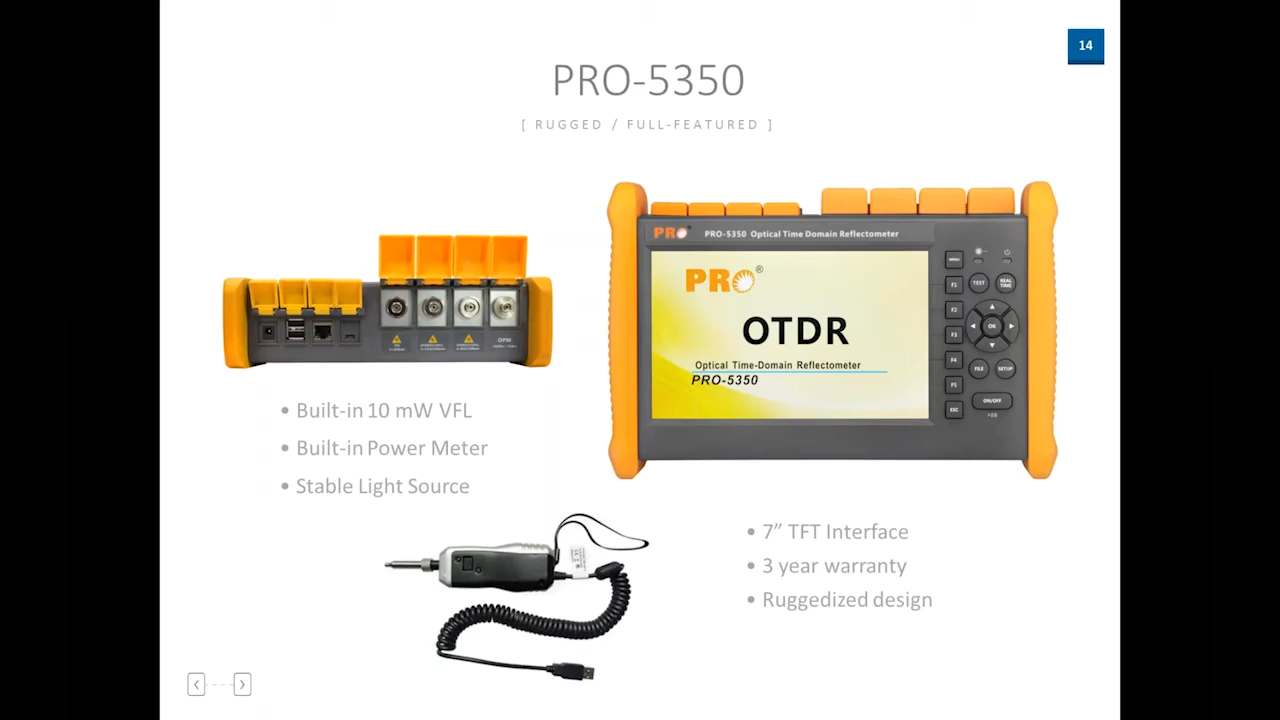 14
PRO-5350
[ RUGGED / FULL-FEATURED ]
PRO PRO-5350 Optical Time Domain Reflectometer
PRO®
OTDR
Optical Time-Domain Reflectometer
PRO-5350
MENU
F1
TEST
REAL TIME
F2
F3
OK
F4
FILE
SETUP
F5
ON/OFF
ESC
OPM
• Built-in 10 mW VFL
• Built-in Power Meter
• Stable Light Source
• 7” TFT Interface
• 3 year warranty
• Ruggedized design